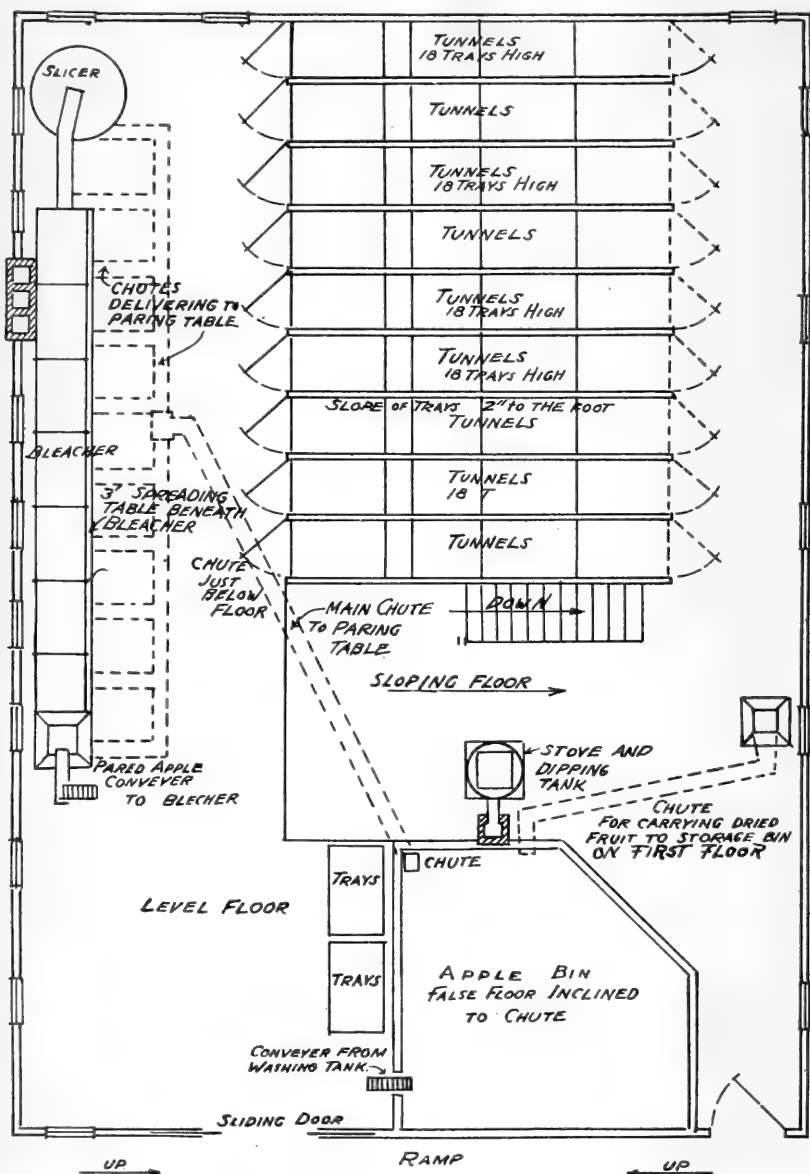 TUNNELS
18 TRAYS HIGH
SLICER
TUNNELS
TUNNELS
18 TRAYS HIGH
TUNNELS
CHUTES
DELIVERING TO
PARING TABLE
TUNNELS
18 TRAYS HIGH
TUNNELS
18 TRAYS HIGH
SLOPE OF TRAYS 2" TO THE FOOT
TUNNELS
BLEACHER
3' SPREADING
TABLE BENEATH
BLEACHER
TUNNELS
18 T
TUNNELS
CHUTE
JUST
BELOW
FLOOR
MAIN CHUTE
TO PARING
TABLE
DOWN
SLOPING FLOOR
PARED APPLE
CONVEYER
TO BLECHER
STOVE AND
DIPPING
TANK
CHUTE
FOR CARRYING DRIED
FRUIT TO STORAGE BIN
ON FIRST FLOOR
CHUTE
TRAYS
LEVEL FLOOR
TRAYS
APPLE BIN
FALSE FLOOR INCLINED
TO CHUTE
CONVEYER FROM
WASHING TANK.
SLIDING DOOR
UP
RAMP
UP